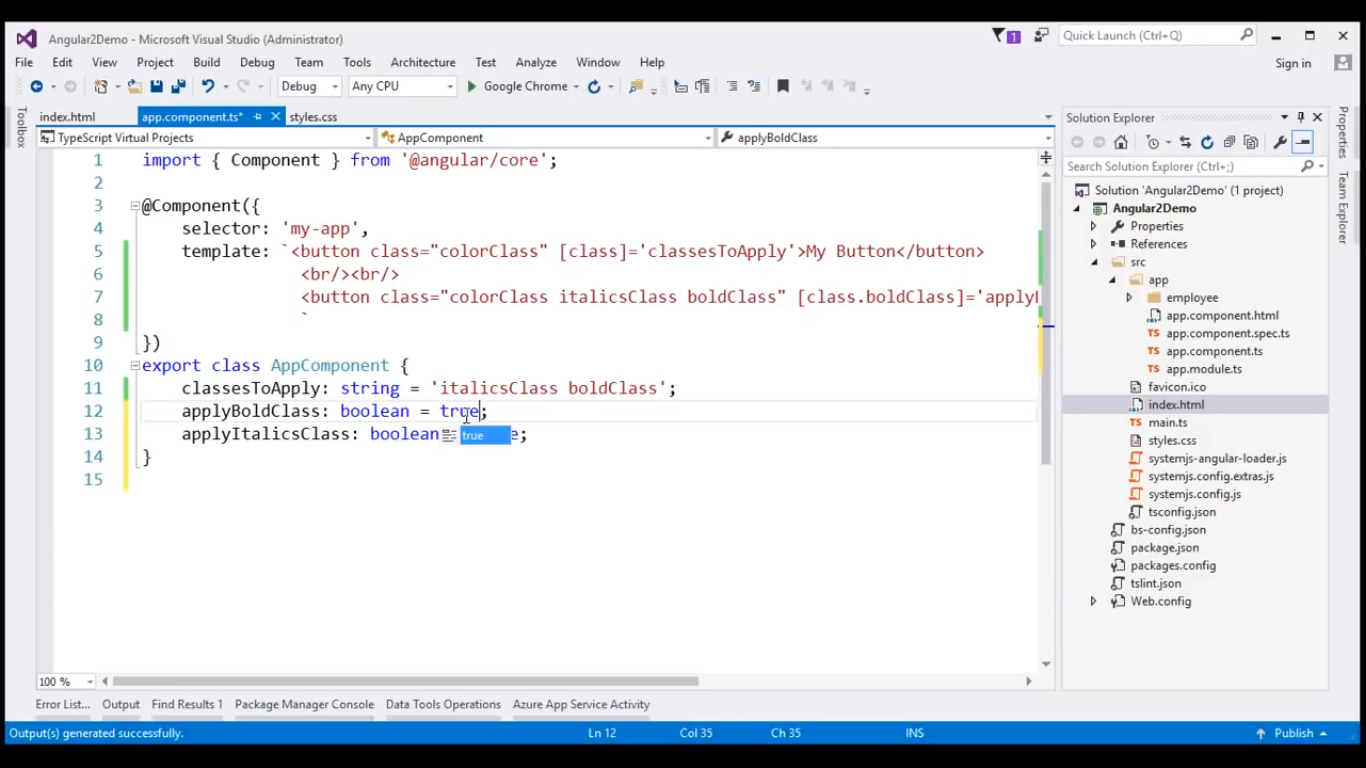 Angular2Demo - Microsoft Visual Studio (Administrator)
1
Quick Launch (Ctrl+Q)
File Edit View Project Build Debug Team Tools Architecture Test Analyze Window Help
Sign in
Debug Any CPU Google Chrome
Toolbox
index.html app.component.ts* styles.css
TypeScript Virtual Projects AppComponent applyBoldClass
1 import { Component } from '@angular/core';
2
3 @Component({
4 selector: 'my-app',
5 template: `<button class="colorClass" [class]='classesToApply'>My Button</button>
6 <br/><br/>
7 <button class="colorClass italicsClass boldClass" [class.boldClass]='apply
8 `
9 })
10 export class AppComponent {
11 classesToApply: string = 'italicsClass boldClass';
12 applyBoldClass: boolean = true;
13 applyItalicsClass: boolean e;
true
14 }
15
100 %
Solution Explorer
Search Solution Explorer (Ctrl+;)
Solution 'Angular2Demo' (1 project)
Angular2Demo
Properties
References
src
app
employee
app.component.html
app.component.spec.ts
app.component.ts
app.module.ts
favicon.ico
index.html
main.ts
styles.css
systemjs-angular-loader.js
systemjs.config.extras.js
systemjs.config.js
tsconfig.json
bs-config.json
package.json
packages.config
tslint.json
Web.config
Properties
Team Explorer
Error List... Output Find Results 1 Package Manager Console Data Tools Operations Azure App Service Activity
Output(s) generated successfully. Ln 12 Col 35 Ch 35 INS Publish